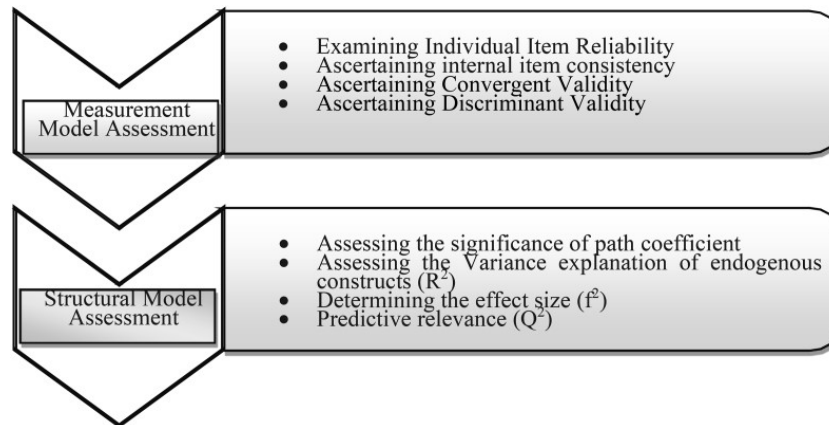 Measurement
Model Assessment
• Examining Individual Item Reliability
• Ascertaining internal item consistency
• Ascertaining Convergent Validity
• Ascertaining Discriminant Validity
Structural Model
Assessment
• Assessing the significance of path coefficient
• Assessing the Variance explanation of endogenous
constructs (R²)
• Determining the effect size (f²)
• Predictive relevance (Q²)